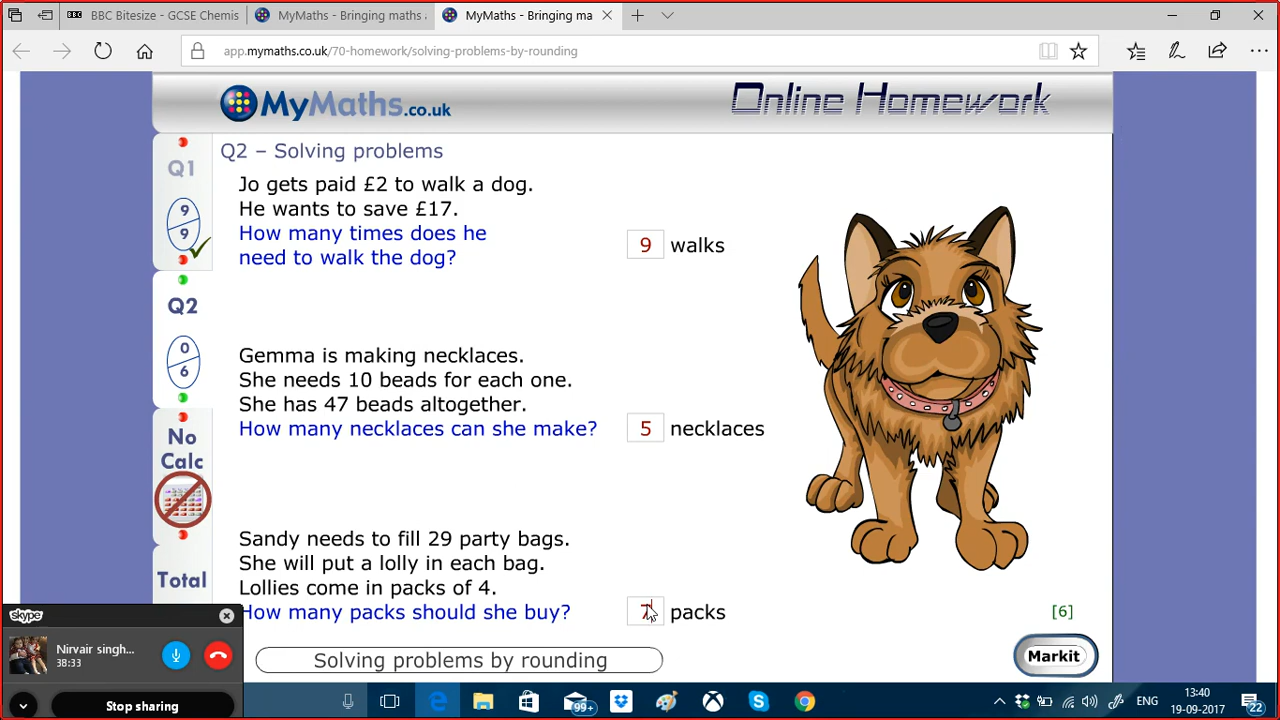 BBC Bitesize - GCSE Chemis
MyMaths - Bringing maths a
MyMaths - Bringing ma
app.mymaths.co.uk/70-homework/solving-problems-by-rounding
MyMaths.co.uk
Online Homework
Q1
9
9
Q2
0
6
No
Calc
Total
Q2 – Solving problems
Jo gets paid £2 to walk a dog.
He wants to save £17.
How many times does he
need to walk the dog?
9 walks
Gemma is making necklaces.
She needs 10 beads for each one.
She has 47 beads altogether.
How many necklaces can she make?
5 necklaces
Sandy needs to fill 29 party bags.
She will put a lolly in each bag.
Lollies come in packs of 4.
How many packs should she buy?
7 packs
[6]
Solving problems by rounding
Markit
skype
Nirvair singh...
38:33
Stop sharing
99+
ENG
13:40
19-09-2017
22